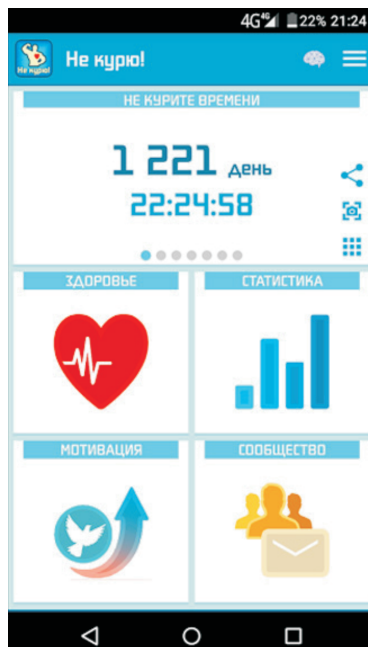 4G 4G 22% 21:24
Не курю!
Не курю!
НЕ КУРИТЕ ВРЕМЕНИ
1 221 день
22:24:58
ЗДОРОВЬЕ
СТАТИСТИКА
МОТИВАЦИЯ
СООБЩЕСТВО